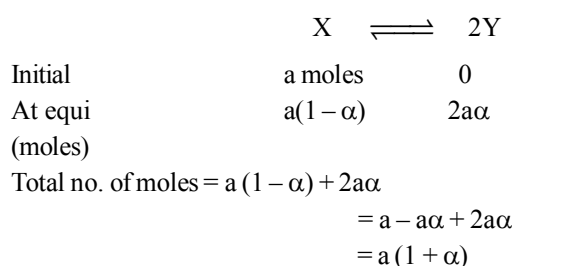 X ⇌ 2Y
Initial a moles 0
At equi a(1 – α) 2aα
(moles)
Total no. of moles = a (1 – α) + 2aα
= a – aα + 2aα
= a (1 + α)